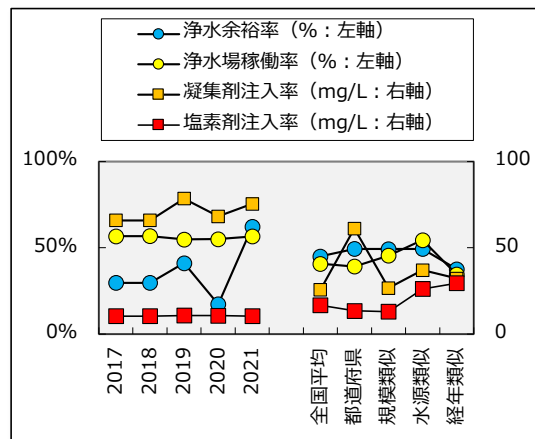 浄水余裕率（%：左軸）
浄水場稼働率（%：左軸）
凝集剤注入率（mg/L：右軸）
塩素剤注入率（mg/L：右軸）
100%
50%
0%
100
50
0
2017
2018
2019
2020
2021
全国平均
都道府県
規模類似
水源類似
経年類似